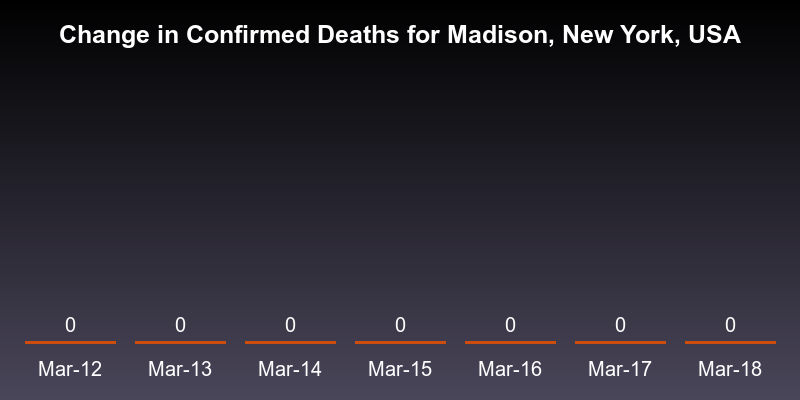 Change in Confirmed Deaths for Madison, New York, USA
0 0 0 0 0 0 0
Mar-12 Mar-13 Mar-14 Mar-15 Mar-16 Mar-17 Mar-18